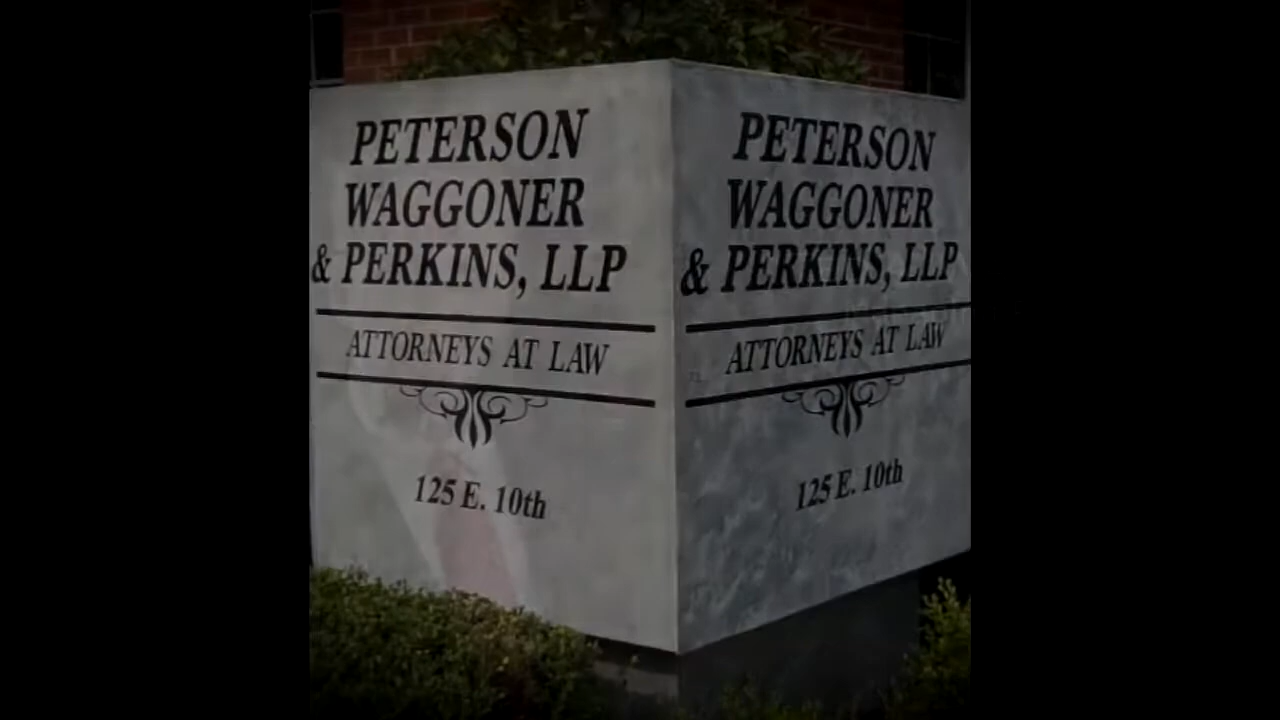 PETERSON
WAGGONER
& PERKINS, LLP
ATTORNEYS AT LAW
125 E. 10th
PETERSON
WAGGONER
& PERKINS, LLP
ATTORNEYS AT LAW
125 E. 10th